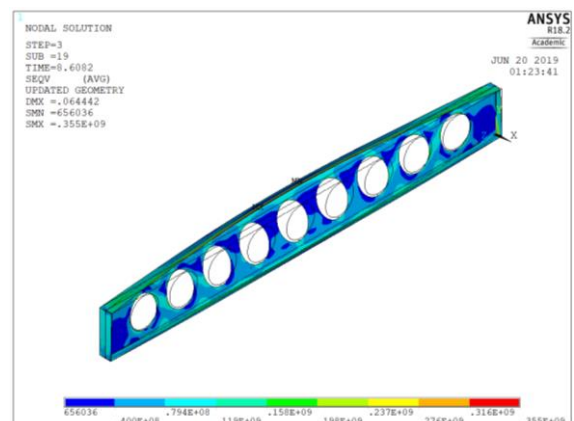 1
NODAL SOLUTION
STEP=3
SUB =19
TIME=8.6082
SEQV (AVG)
UPDATED GEOMETRY
DMX =.064442
SMN =656036
SMX =.355E+09
ANSYS
R18.2
Academic
JUN 20 2019
01:23:41
X
656036 .794E+08 .158E+09 .237E+09 .316E+09
.355E+09